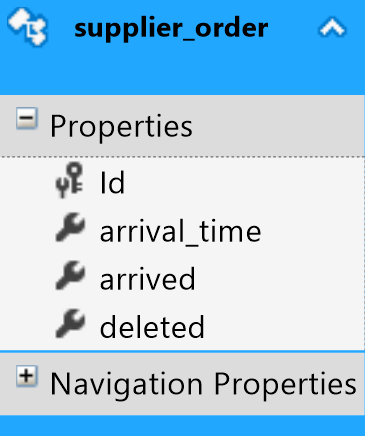 supplier_order
Properties
Id
arrival_time
arrived
deleted
Navigation Properties